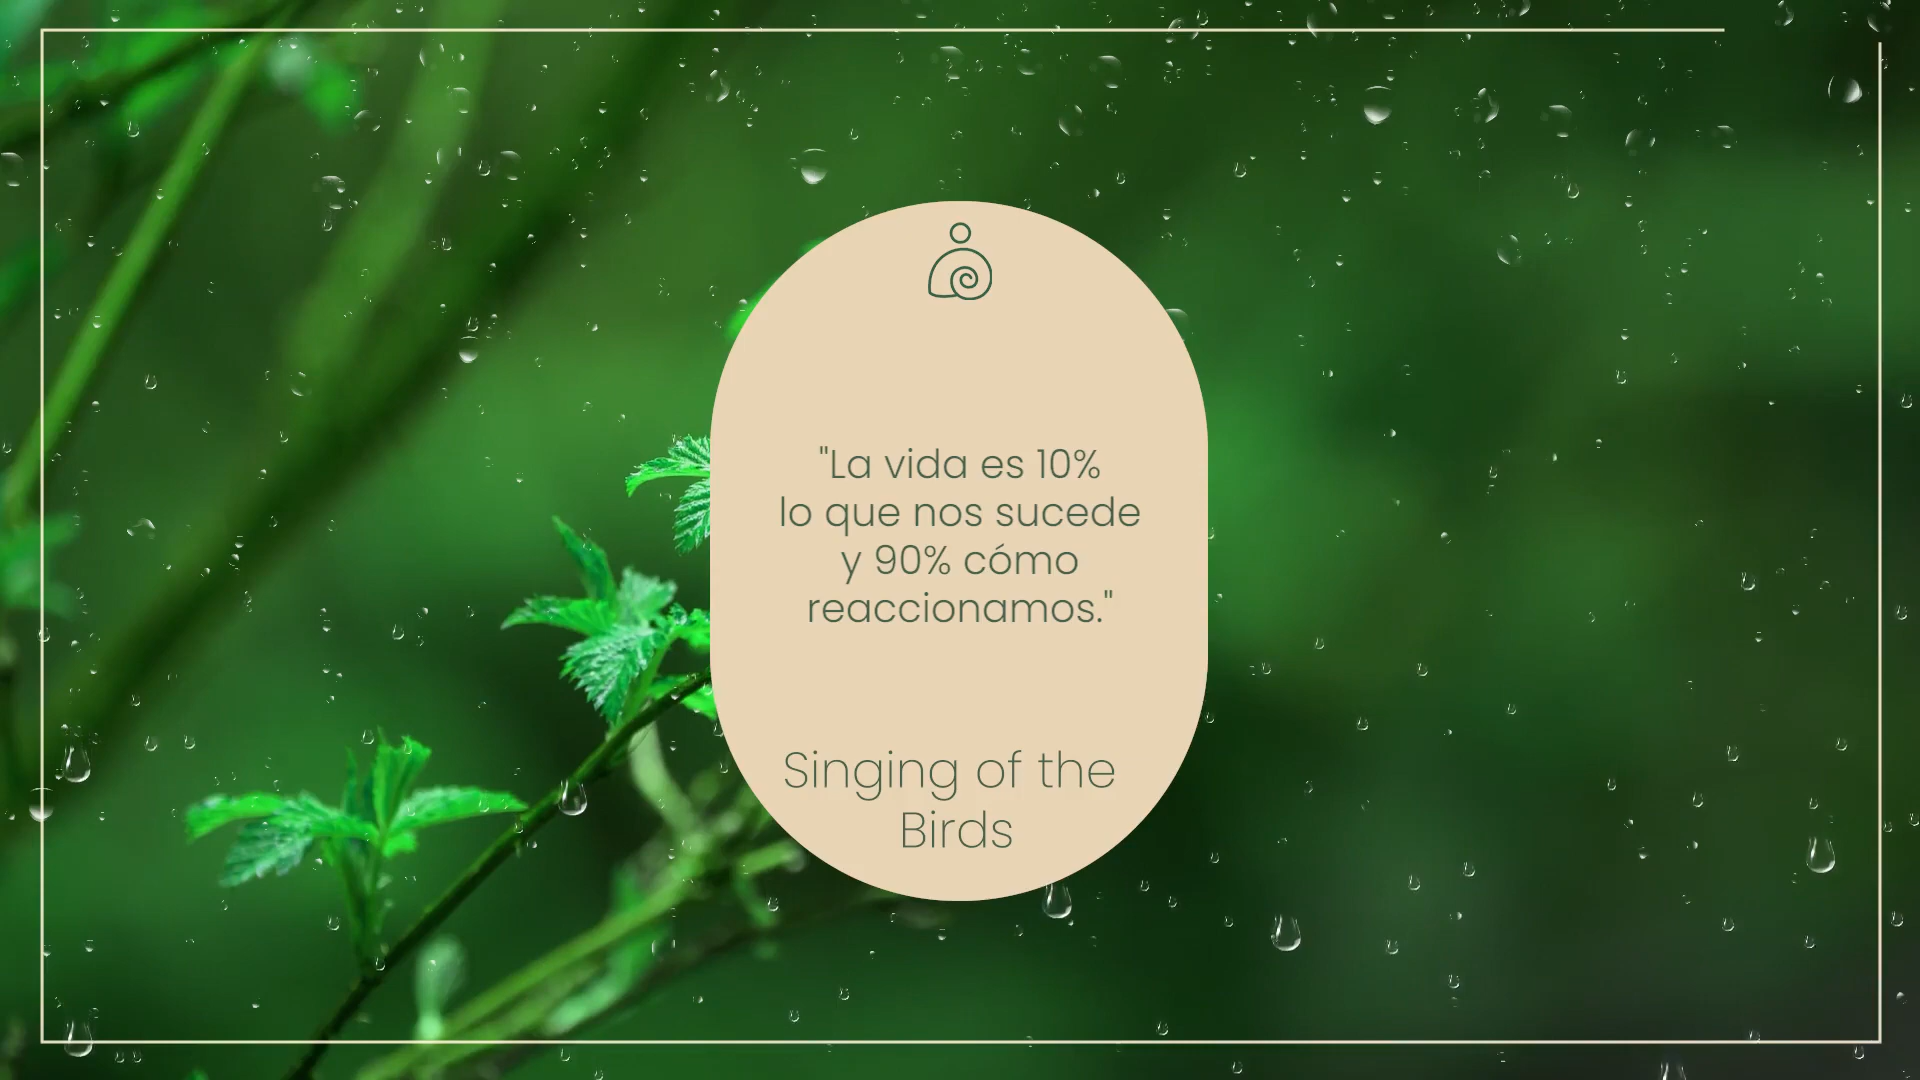 "La vida es 10%
lo que nos sucede
y 90% cómo
reaccionamos."
Singing of the
Birds